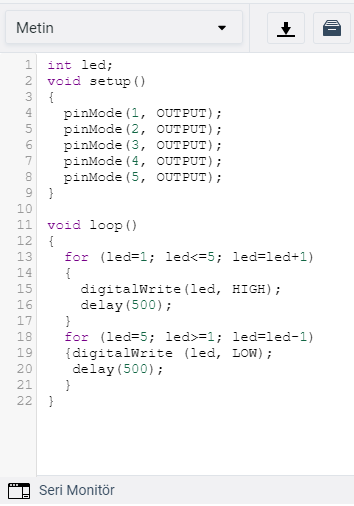 Metin
1 int led;
2 void setup()
3 {
4   pinMode(1, OUTPUT);
5   pinMode(2, OUTPUT);
6   pinMode(3, OUTPUT);
7   pinMode(4, OUTPUT);
8   pinMode(5, OUTPUT);
9 }
10
11 void loop()
12 {
13   for (led=1; led<=5; led=led+1)
14   {
15     digitalWrite(led, HIGH);
16     delay(500);
17   }
18   for (led=5; led>=1; led=led-1)
19   {digitalWrite (led, LOW);
20    delay(500);
21   }
22 }
Seri Monitör